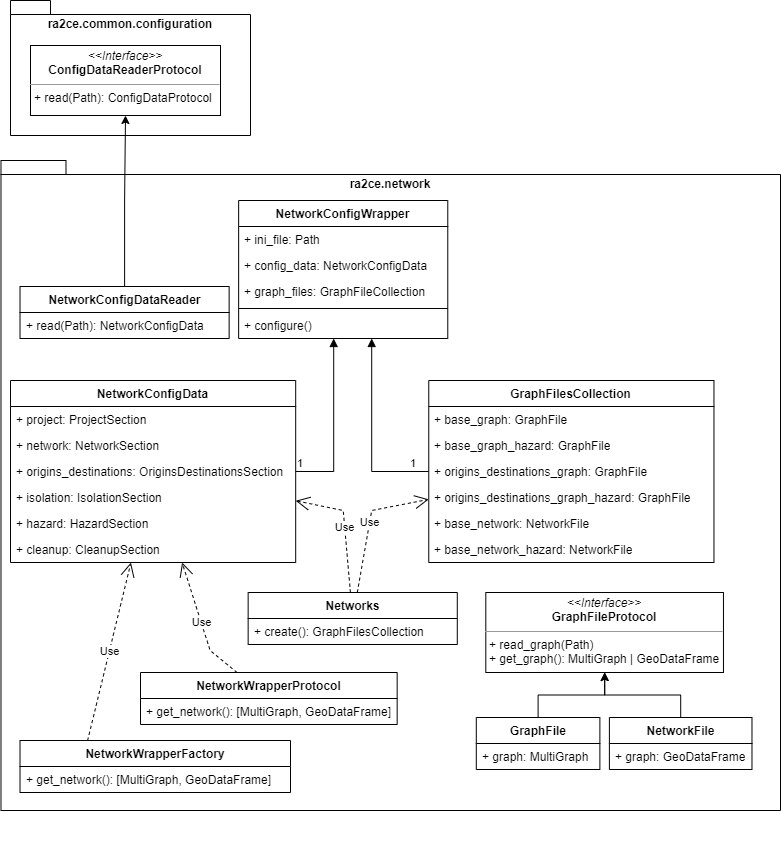 ra2ce.common.configuration
<<Interface>>
ConfigDataReaderProtocol
+ read(Path): ConfigDataProtocol
ra2ce.network
NetworkConfigWrapper
+ ini_file: Path
+ config_data: NetworkConfigData
+ graph_files: GraphFileCollection
+ configure()
NetworkConfigDataReader
+ read(Path): NetworkConfigData
NetworkConfigData
+ project: ProjectSection
+ network: NetworkSection
+ origins_destinations: OriginsDestinationsSection
+ isolation: IsolationSection
+ hazard: HazardSection
+ cleanup: CleanupSection
1
1
GraphFilesCollection
+ base_graph: GraphFile
+ base_graph_hazard: GraphFile
+ origins_destinations_graph: GraphFile
+ origins_destinations_graph_hazard: GraphFile
+ base_network: NetworkFile
+ base_network_hazard: NetworkFile
Use
Use
Networks
+ create(): GraphFilesCollection
<<Interface>>
GraphFileProtocol
+ read_graph(Path)
+ get_graph(): MultiGraph | GeoDataFrame
Use
Use
NetworkWrapperProtocol
+ get_network(): [MultiGraph, GeoDataFrame]
NetworkWrapperFactory
+ get_network(): [MultiGraph, GeoDataFrame]
GraphFile
+ graph: MultiGraph
NetworkFile
+ graph: GeoDataFrame